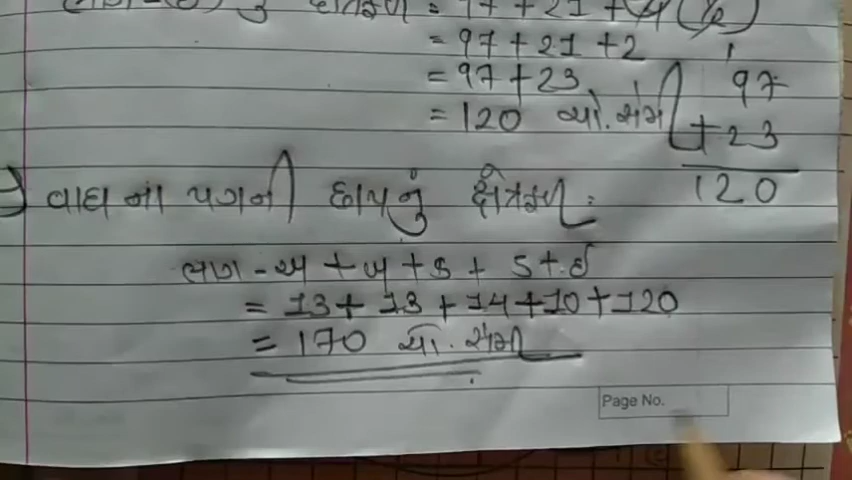 = 97 + 21 + 2
= 97 + 23
= 120 ચો. સેમી
97
+ 23
120
વાઘ ના પગની છાપનું ક્ષેત્રફળ :
ભાગ - અ + બ + ક + ડ + ઈ
= 13 + 13 + 14 + 10 + 120
= 170 ચો. સેમી
Page No.